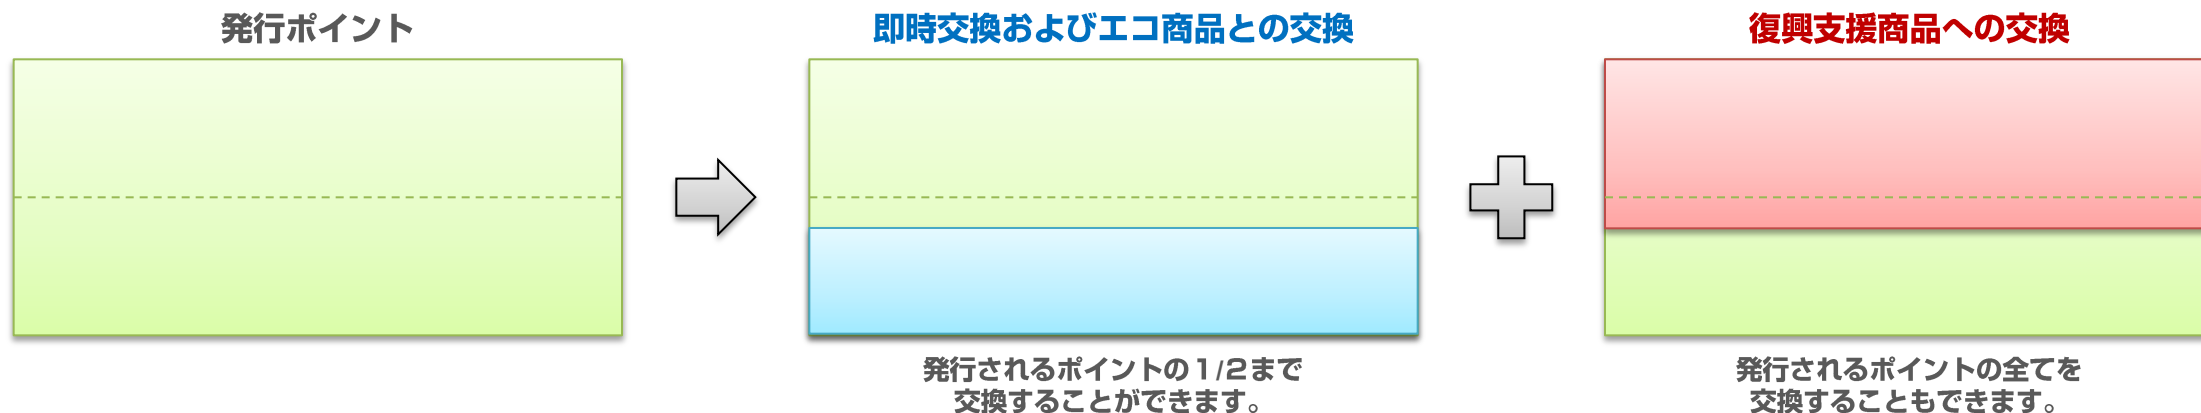 発行ポイント
即時交換およびエコ商品との交換
復興支援商品への交換
発行されるポイントの1/2まで
交換することができます。
発行されるポイントの全てを
交換することもできます。